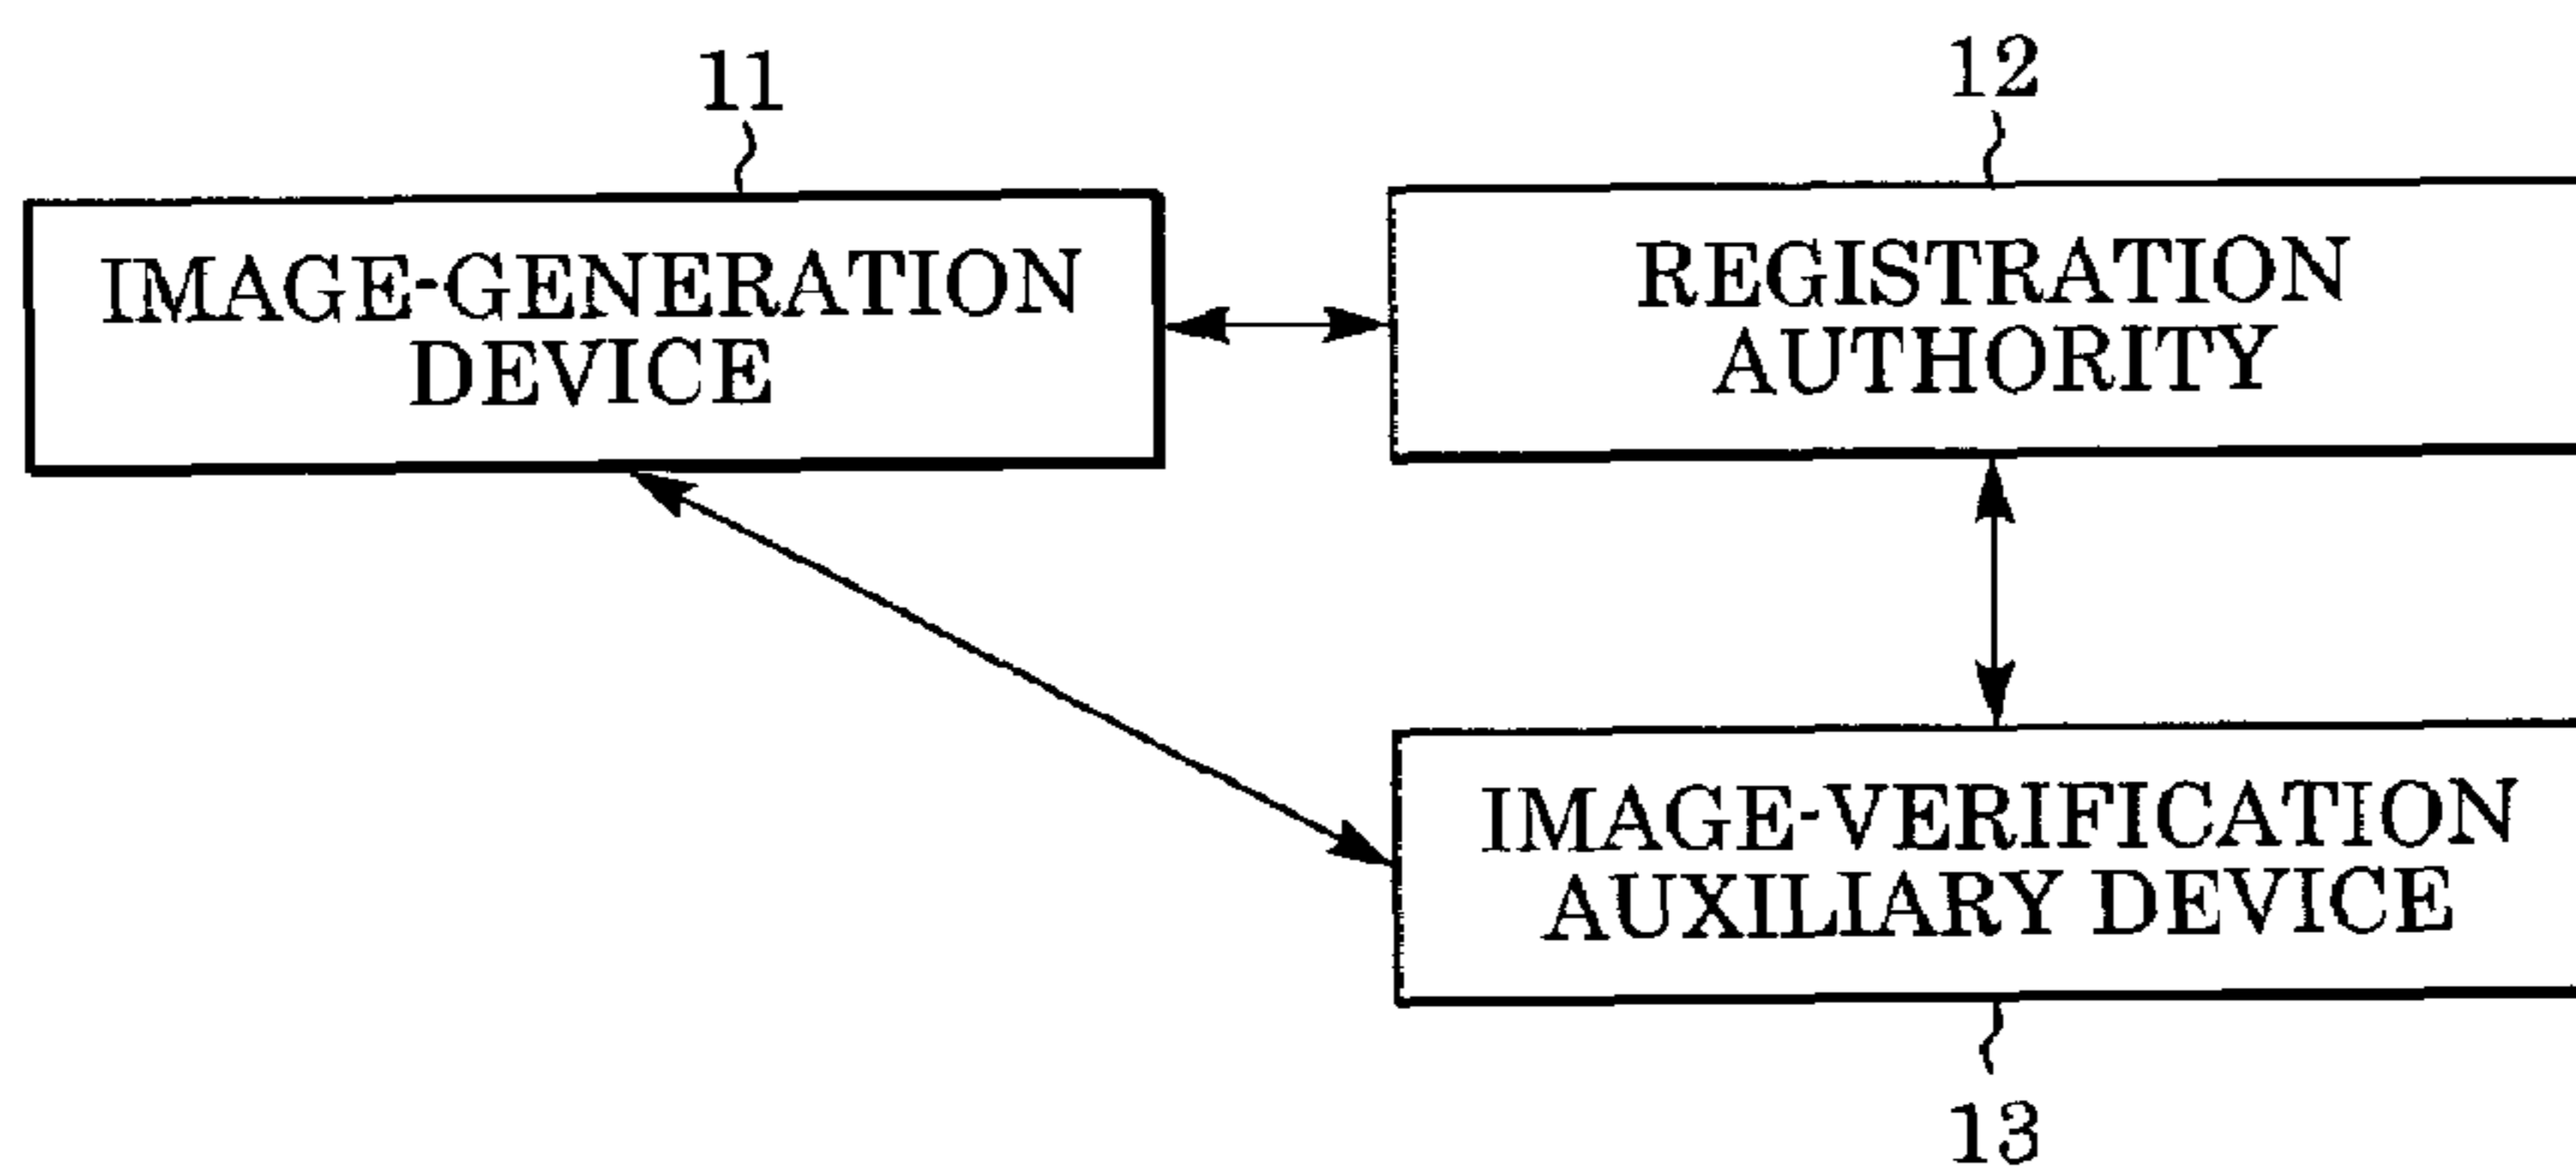 11
12
IMAGE-GENERATION
DEVICE
REGISTRATION
AUTHORITY
IMAGE-VERIFICATION
AUXILIARY DEVICE
13